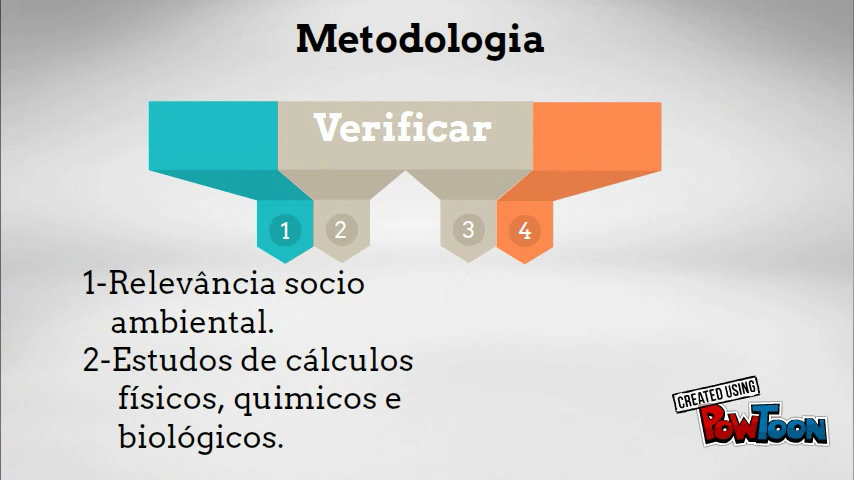 Metodologia
Verificar
1 2 3 4
1-Relevância socio
ambiental.
2-Estudos de cálculos
físicos, quimicos e
biológicos.
CREATED USING
POWTOON